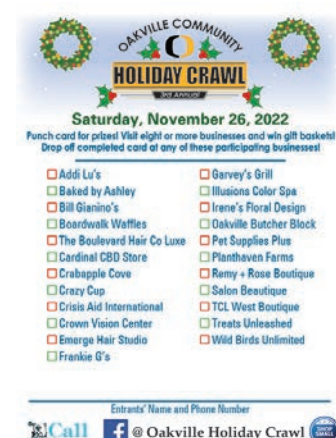 OAKVILLE COMMUNITY
HOLIDAY CRAWL
3rd Annual
Saturday, November 26, 2022
Punch card for prizes! Visit eight or more businesses and win gift baskets!
Drop off completed card at any of these participating businesses!
Addi Lu's
Baked by Ashley
Bill Gianino's
Boardwalk Waffles
The Boulevard Hair Co Luxe
Cardinal CBD Store
Crabapple Cove
Crazy Cup
Crisis Aid International
Crown Vision Center
Emerge Hair Studio
Frankie G's
Garvey's Grill
Illusions Color Spa
Irene's Floral Design
Oakville Butcher Block
Pet Supplies Plus
Planthaven Farms
Remy + Rose Boutique
Salon Beautique
TCL West Boutique
Treats Unleashed
Wild Birds Unlimited
Entrants' Name and Phone Number
Call
@ Oakville Holiday Crawl
SHOP
SMALL